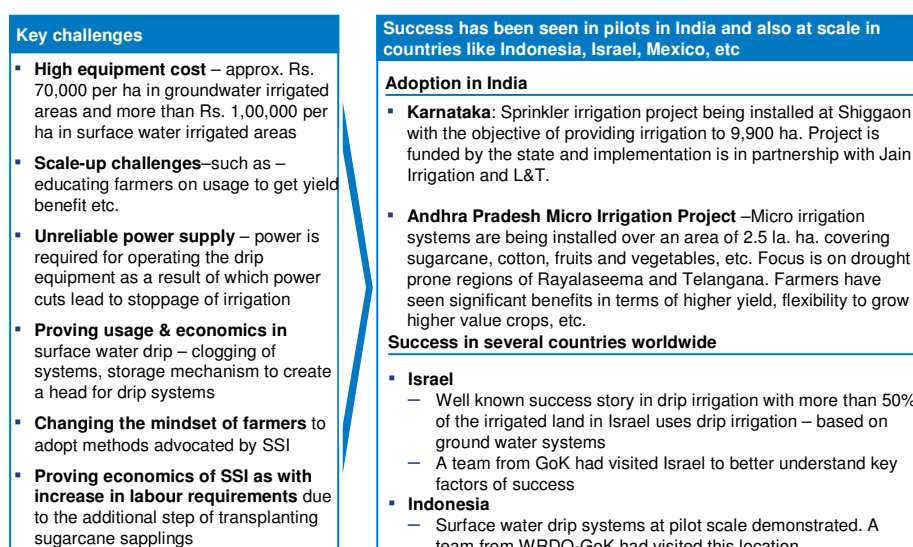 Key challenges
▪ High equipment cost – approx. Rs.
70,000 per ha in groundwater irrigated
areas and more than Rs. 1,00,000 per
ha in surface water irrigated areas
▪ Scale-up challenges–such as –
educating farmers on usage to get yield
benefit etc.
▪ Unreliable power supply – power is
required for operating the drip
equipment as a result of which power
cuts lead to stoppage of irrigation
▪ Proving usage & economics in
surface water drip – clogging of
systems, storage mechanism to create
a head for drip systems
▪ Changing the mindset of farmers to
adopt methods advocated by SSI
▪ Proving economics of SSI as with
increase in labour requirements due
to the additional step of transplanting
sugarcane sapplings
Success has been seen in pilots in India and also at scale in
countries like Indonesia, Israel, Mexico, etc
Adoption in India
▪ Karnataka: Sprinkler irrigation project being installed at Shiggaon
with the objective of providing irrigation to 9,900 ha. Project is
funded by the state and implementation is in partnership with Jain
Irrigation and L&T.
▪ Andhra Pradesh Micro Irrigation Project –Micro irrigation
systems are being installed over an area of 2.5 la. ha. covering
sugarcane, cotton, fruits and vegetables, etc. Focus is on drought
prone regions of Rayalaseema and Telangana. Farmers have
seen significant benefits in terms of higher yield, flexibility to grow
higher value crops, etc.
Success in several countries worldwide
▪ Israel
– Well known success story in drip irrigation with more than 50%
of the irrigated land in Israel uses drip irrigation – based on
ground water systems
– A team from GoK had visited Israel to better understand key
factors of success
▪ Indonesia
– Surface water drip systems at pilot scale demonstrated. A
team from WRDO-GoK had visited this location